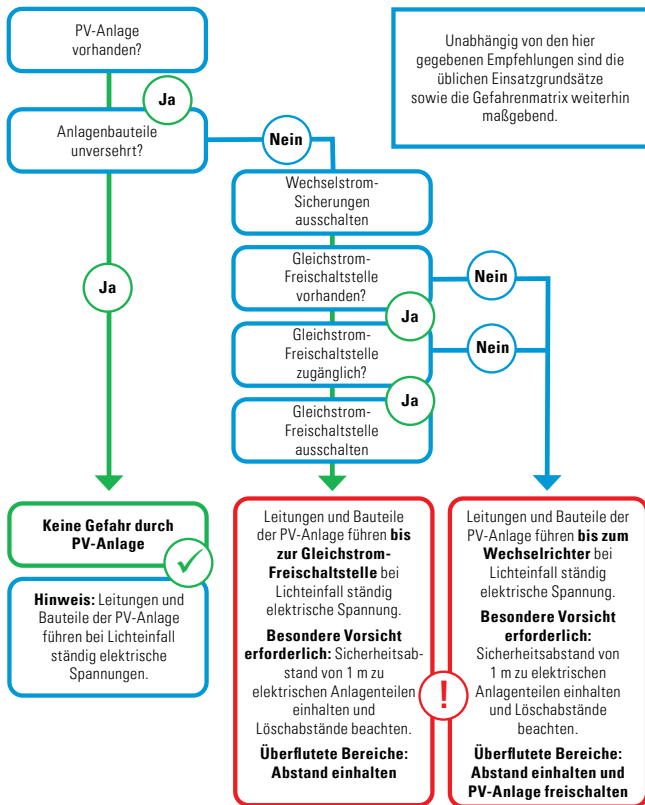 PV-Anlage
vorhanden?
Unabhängig von den hier
gegebenen Empfehlungen sind die
üblichen Einsatzgrundsätze
sowie die Gefahrenmatrix weiterhin
maßgebend.
Ja
Anlagenbauteile
unversehrt?
Nein
Wechselstrom-
Sicherungen
ausschalten
Gleichstrom-
Freischaltstelle
vorhanden?
Nein
Ja
Ja
Gleichstrom-
Freischaltstelle
zugänglich?
Nein
Ja
Gleichstrom-
Freischaltstelle
ausschalten
Keine Gefahr durch
PV-Anlage
Hinweis: Leitungen und
Bauteile der PV-Anlage
führen bei Lichteinfall
ständig elektrische
Spannungen.
Leitungen und Bauteile
der PV-Anlage führen bis
zur Gleichstrom-
Freischaltstelle bei
Lichteinfall ständig
elektrische Spannung.
Besondere Vorsicht
erforderlich: Sicherheitsab-
stand von 1 m zu
elektrischen Anlagenteilen
einhalten und
Löschabstände beachten.
Überflutete Bereiche:
Abstand einhalten
!
Leitungen und Bauteile der
PV-Anlage führen bis zum
Wechselrichter bei
Lichteinfall ständig
elektrische Spannung.
Besondere Vorsicht
erforderlich:
Sicherheitsabstand von
1 m zu elektrischen
Anlagenteilen einhalten
und Löschabstände
beachten.
Überflutete Bereiche:
Abstand einhalten und
PV-Anlage freischalten